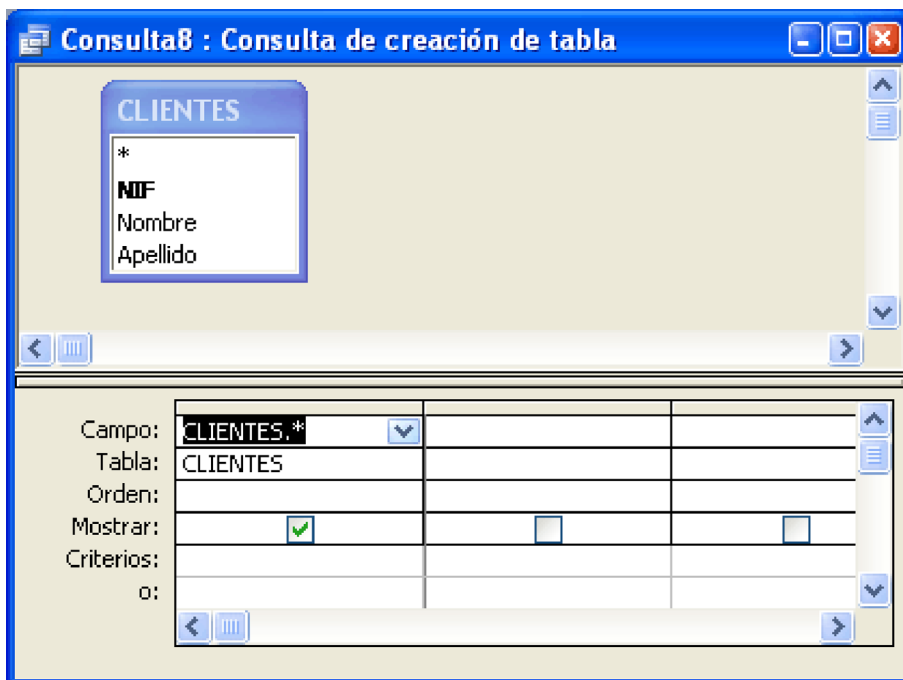 Consulta8 : Consulta de creación de tabla
CLIENTES
*
NIF
Nombre
Apellido
Campo: CLIENTES.*
Tabla: CLIENTES
Orden:
Mostrar:
Criterios:
o: